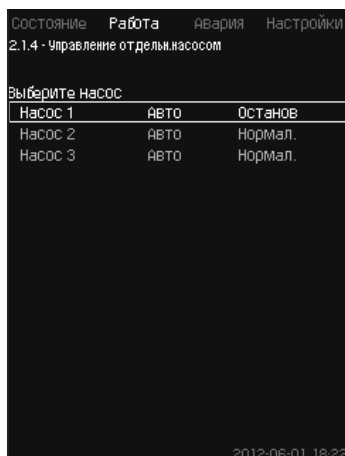 Состояние Работа Авария Настройки
2.1.4 - Управление отдельн.насосом
Выберите насос
Насос 1 Авто Останов
Насос 2 Авто Нормал.
Насос 3 Авто Нормал.
2012-06-01 18:22